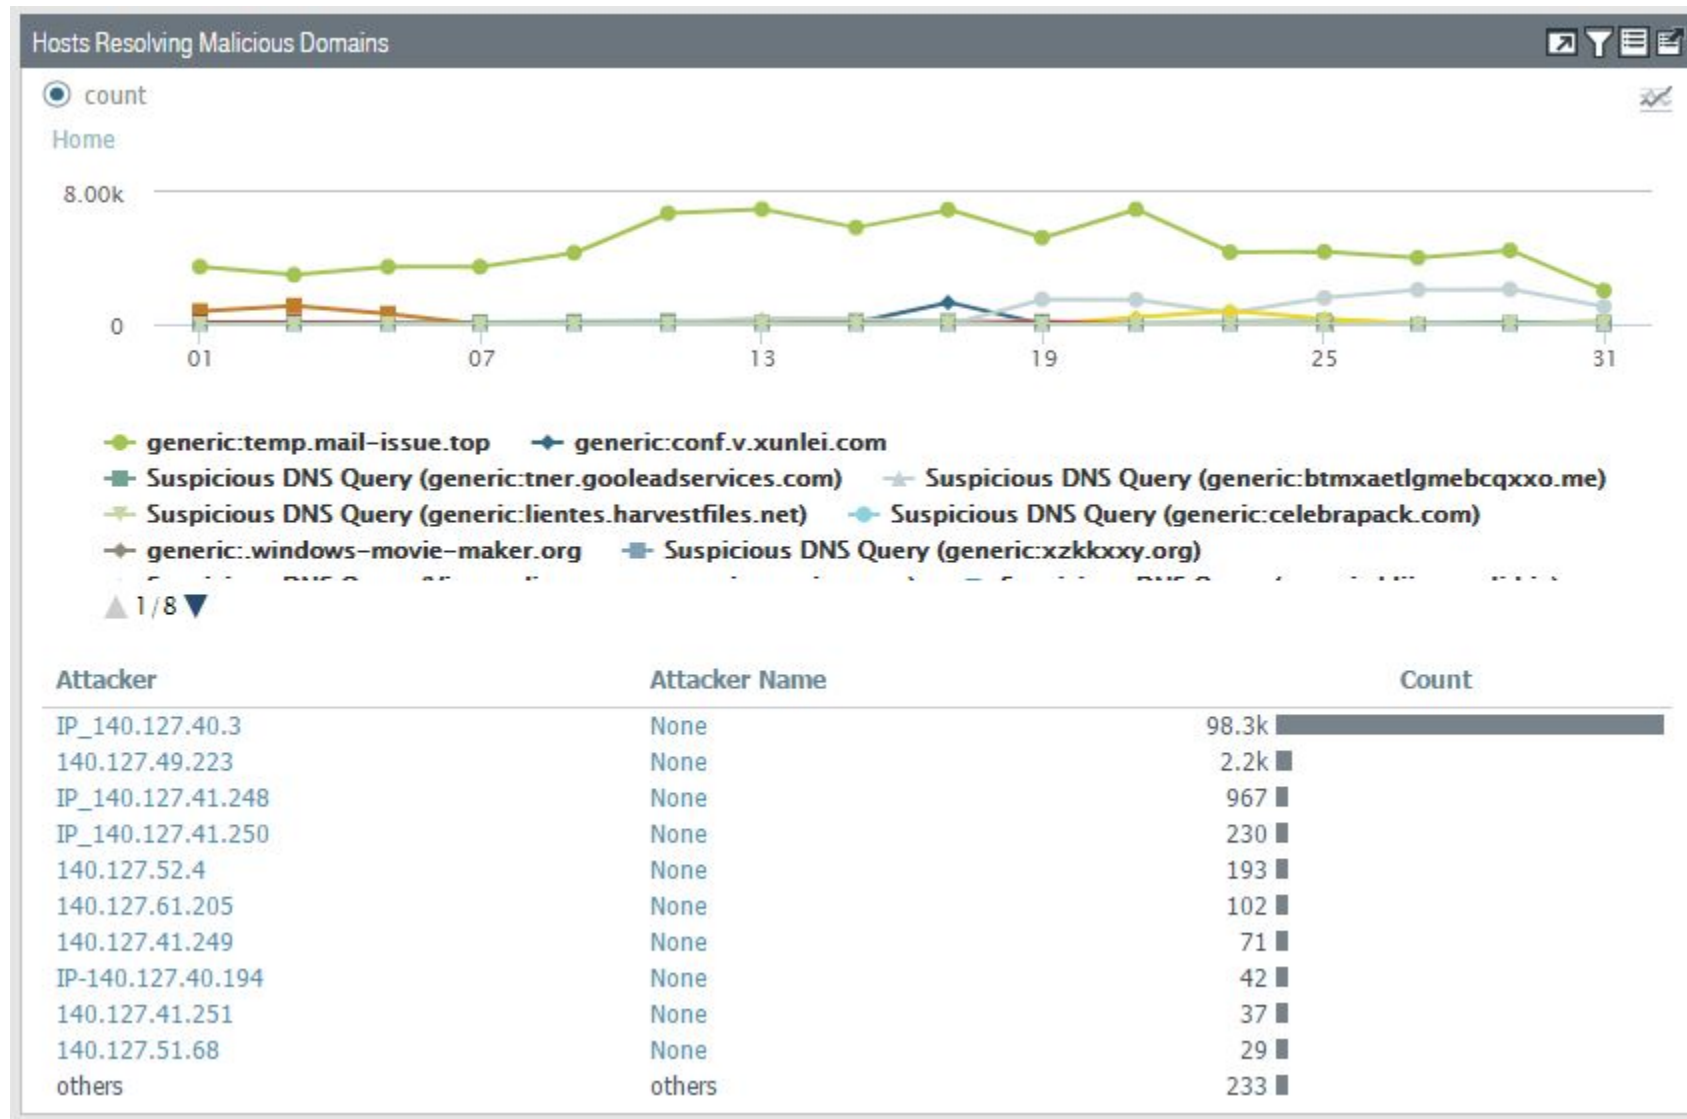 Hosts Resolving Malicious Domains
count
Home
8.00k
0
01 07 13 19 25 31
generic:temp.mail-issue.top generic:conf.v.xunlei.com
Suspicious DNS Query (generic:tner.gooleadservices.com) Suspicious DNS Query (generic:btmxaetlgmebcqxxo.me)
Suspicious DNS Query (generic:lientes.harvestfiles.net) Suspicious DNS Query (generic:celebrapack.com)
generic:.windows-movie-maker.org Suspicious DNS Query (generic:xzkkxxy.org)
1/8
Attacker Attacker Name Count
IP_140.127.40.3 None 98.3k
140.127.49.223 None 2.2k
IP_140.127.41.248 None 967
IP_140.127.41.250 None 230
140.127.52.4 None 193
140.127.61.205 None 102
140.127.41.249 None 71
IP-140.127.40.194 None 42
140.127.41.251 None 37
140.127.51.68 None 29
others others 233